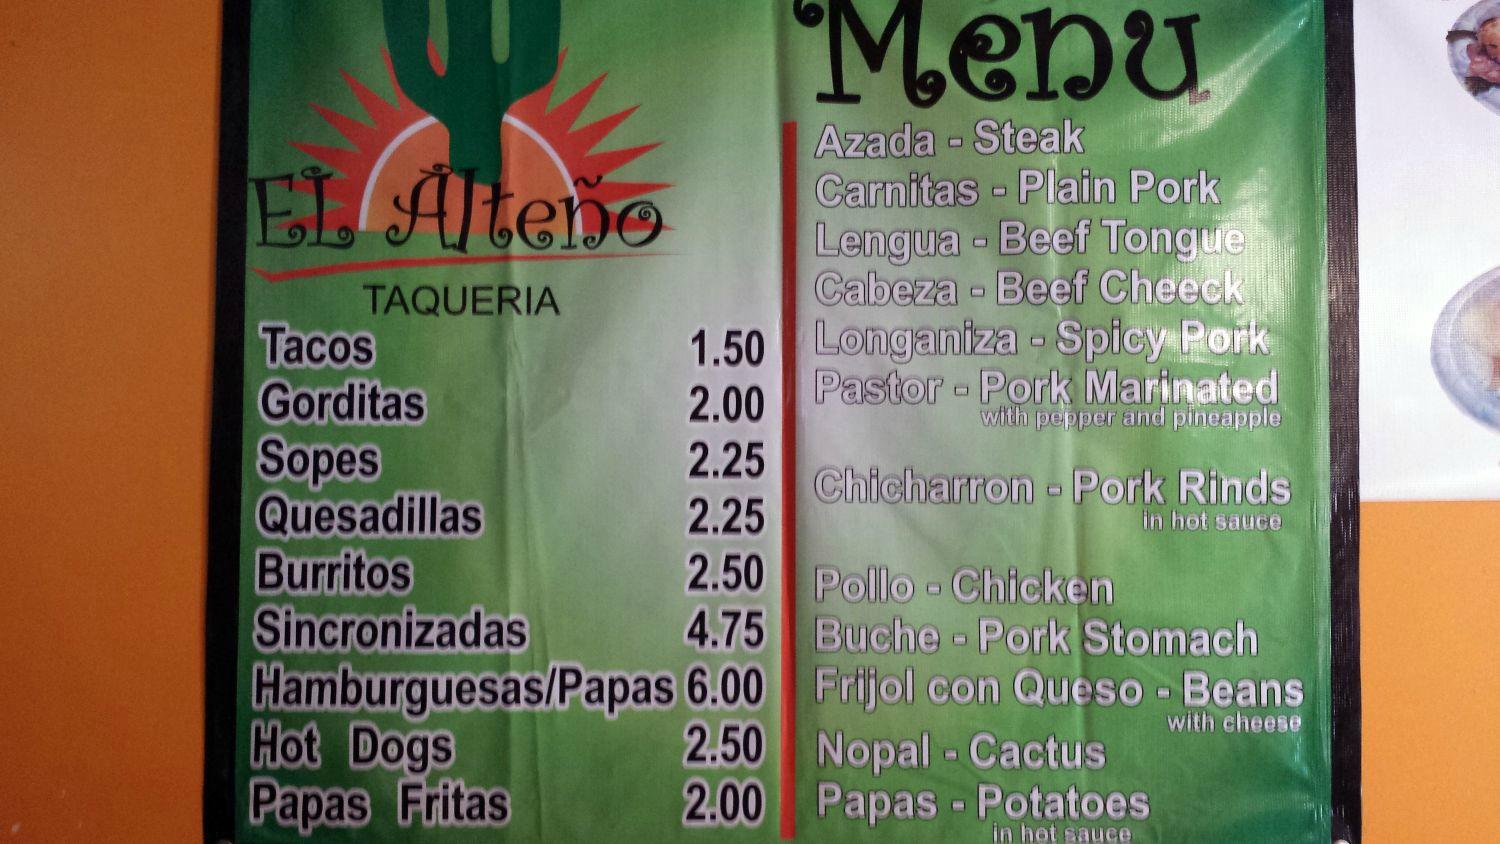 EL Alteño
TAQUERIA
Tacos 1.50
Gorditas 2.00
Sopes 2.25
Quesadillas 2.25
Burritos 2.50
Sincronizadas 4.75
Hamburguesas/Papas 6.00
Hot Dogs 2.50
Papas Fritas 2.00
Menu
Azada - Steak
Carnitas - Plain Pork
Lengua - Beef Tongue
Cabeza - Beef Cheeck
Longaniza - Spicy Pork
Pastor - Pork Marinated
with pepper and pineapple
Chicharron - Pork Rinds
in hot sauce
Pollo - Chicken
Buche - Pork Stomach
Frijol con Queso - Beans
with cheese
Nopal - Cactus
Papas - Potatoes
in hot sauce